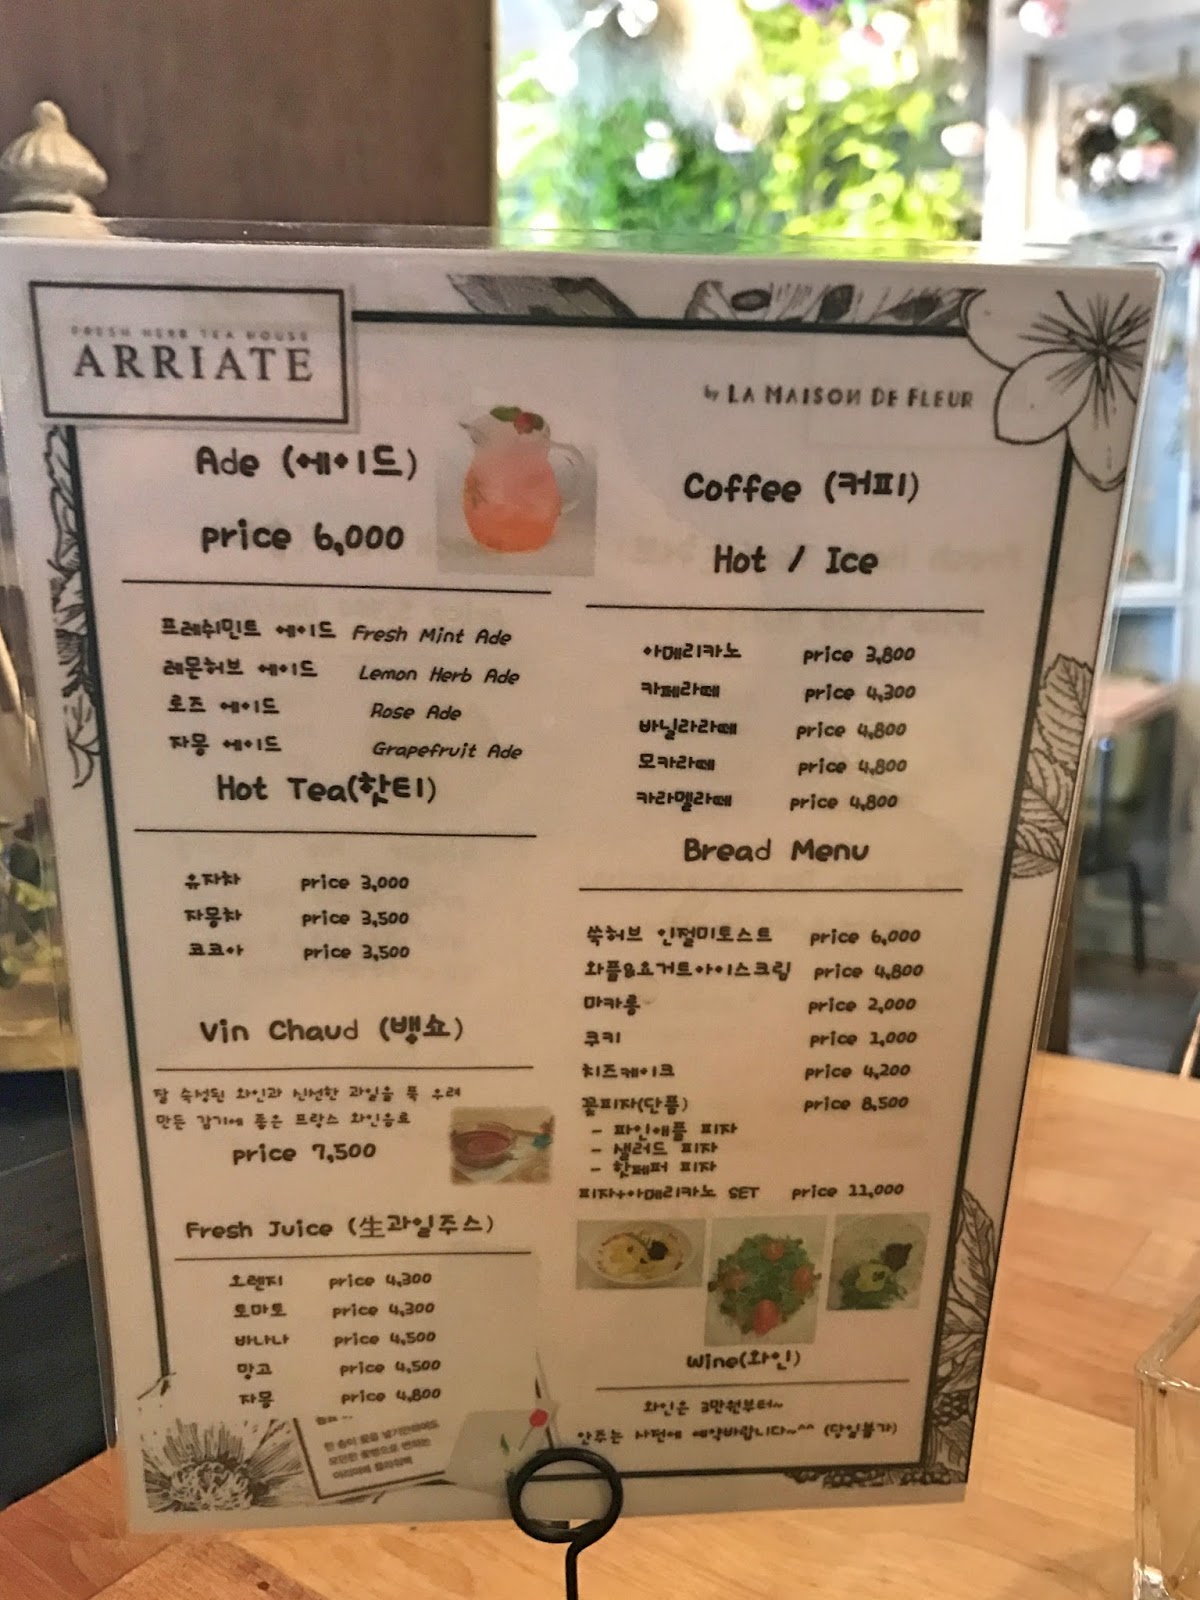 FRESH HERB TEA HOUSE
ARRIATE
by LA MAISON DE FLEUR
Ade (에이드)
price 6,000
프레쉬민트 에이드 Fresh Mint Ade
레몬허브 에이드 Lemon Herb Ade
로즈 에이드 Rose Ade
자몽 에이드 Grapefruit Ade
Hot Tea(핫티)
유자차 price 3,000
자몽차 price 3,500
코코아 price 3,500
Vin Chaud (뱅쇼)
잘 숙성된 와인과 신선한 과일을 푹 우려
만든 감기에 좋은 프랑스 와인음료
price 7,500
Fresh Juice (生과일주스)
오렌지 price 4,300
토마토 price 4,300
바나나 price 4,500
망고 price 4,500
자몽 price 4,800
한 송이 꽃을 넣기만해도
Coffee (커피)
Hot / Ice
아메리카노 price 3,800
카페라떼 price 4,300
바닐라라떼 price 4,800
모카라떼 price 4,800
카라멜라떼 price 4,800
Bread Menu
쑥허브 인절미토스트 price 6,000
와플&요거트아이스크림 price 4,800
마카롱 price 2,000
쿠키 price 1,000
치즈케이크 price 4,200
꽃피자(단품) price 8,500
- 파인애플 피자
- 샐러드 피자
- 핫페퍼 피자
피자+아메리카노 SET price 11,000
Wine(와인)
와인은 3만원부터~
안주는 사전에 예약바랍니다~^^ (당일불가)